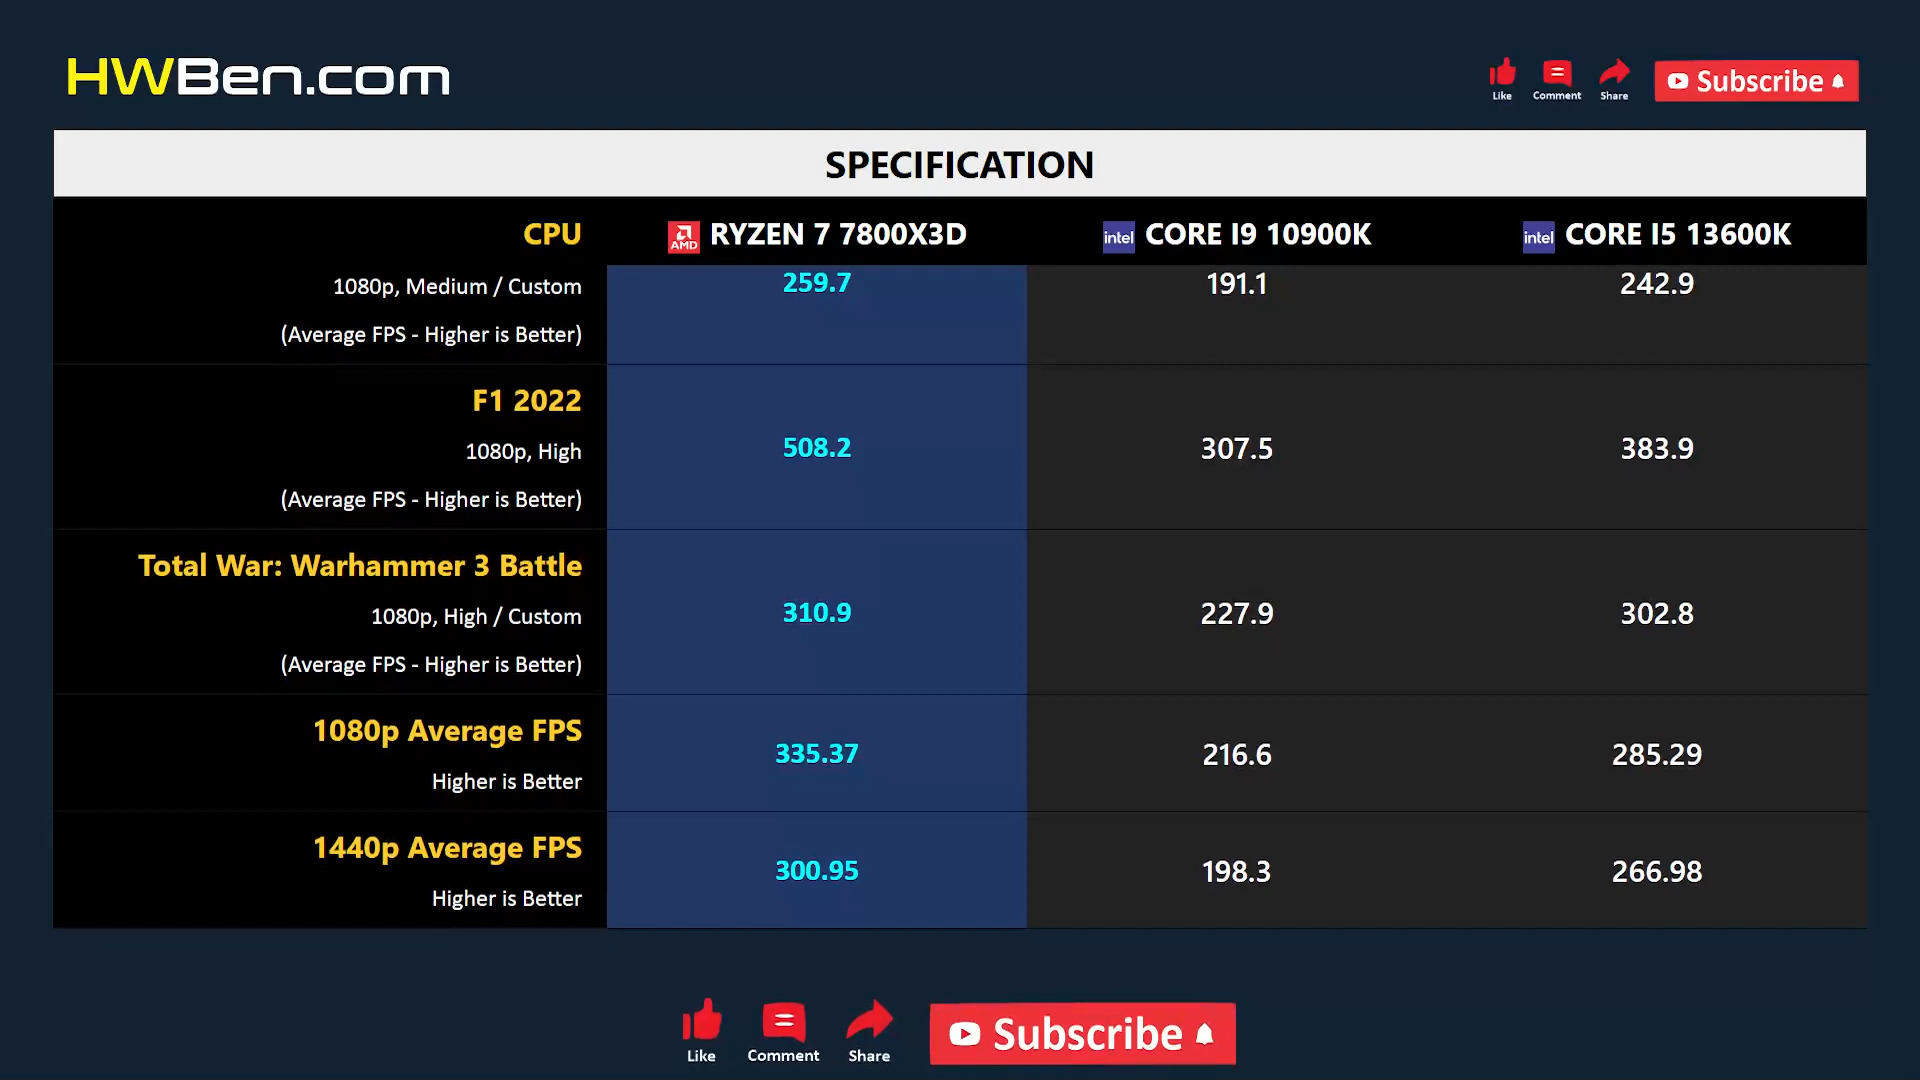 HWBen.com
Like Comment Share Subscribe
SPECIFICATION
CPU AMD RYZEN 7 7800X3D intel CORE I9 10900K intel CORE I5 13600K
1080p, Medium / Custom 259.7 191.1 242.9
(Average FPS - Higher is Better)
F1 2022
1080p, High 508.2 307.5 383.9
(Average FPS - Higher is Better)
Total War: Warhammer 3 Battle
1080p, High / Custom 310.9 227.9 302.8
(Average FPS - Higher is Better)
1080p Average FPS 335.37 216.6 285.29
Higher is Better
1440p Average FPS 300.95 198.3 266.98
Higher is Better
Like Comment Share Subscribe